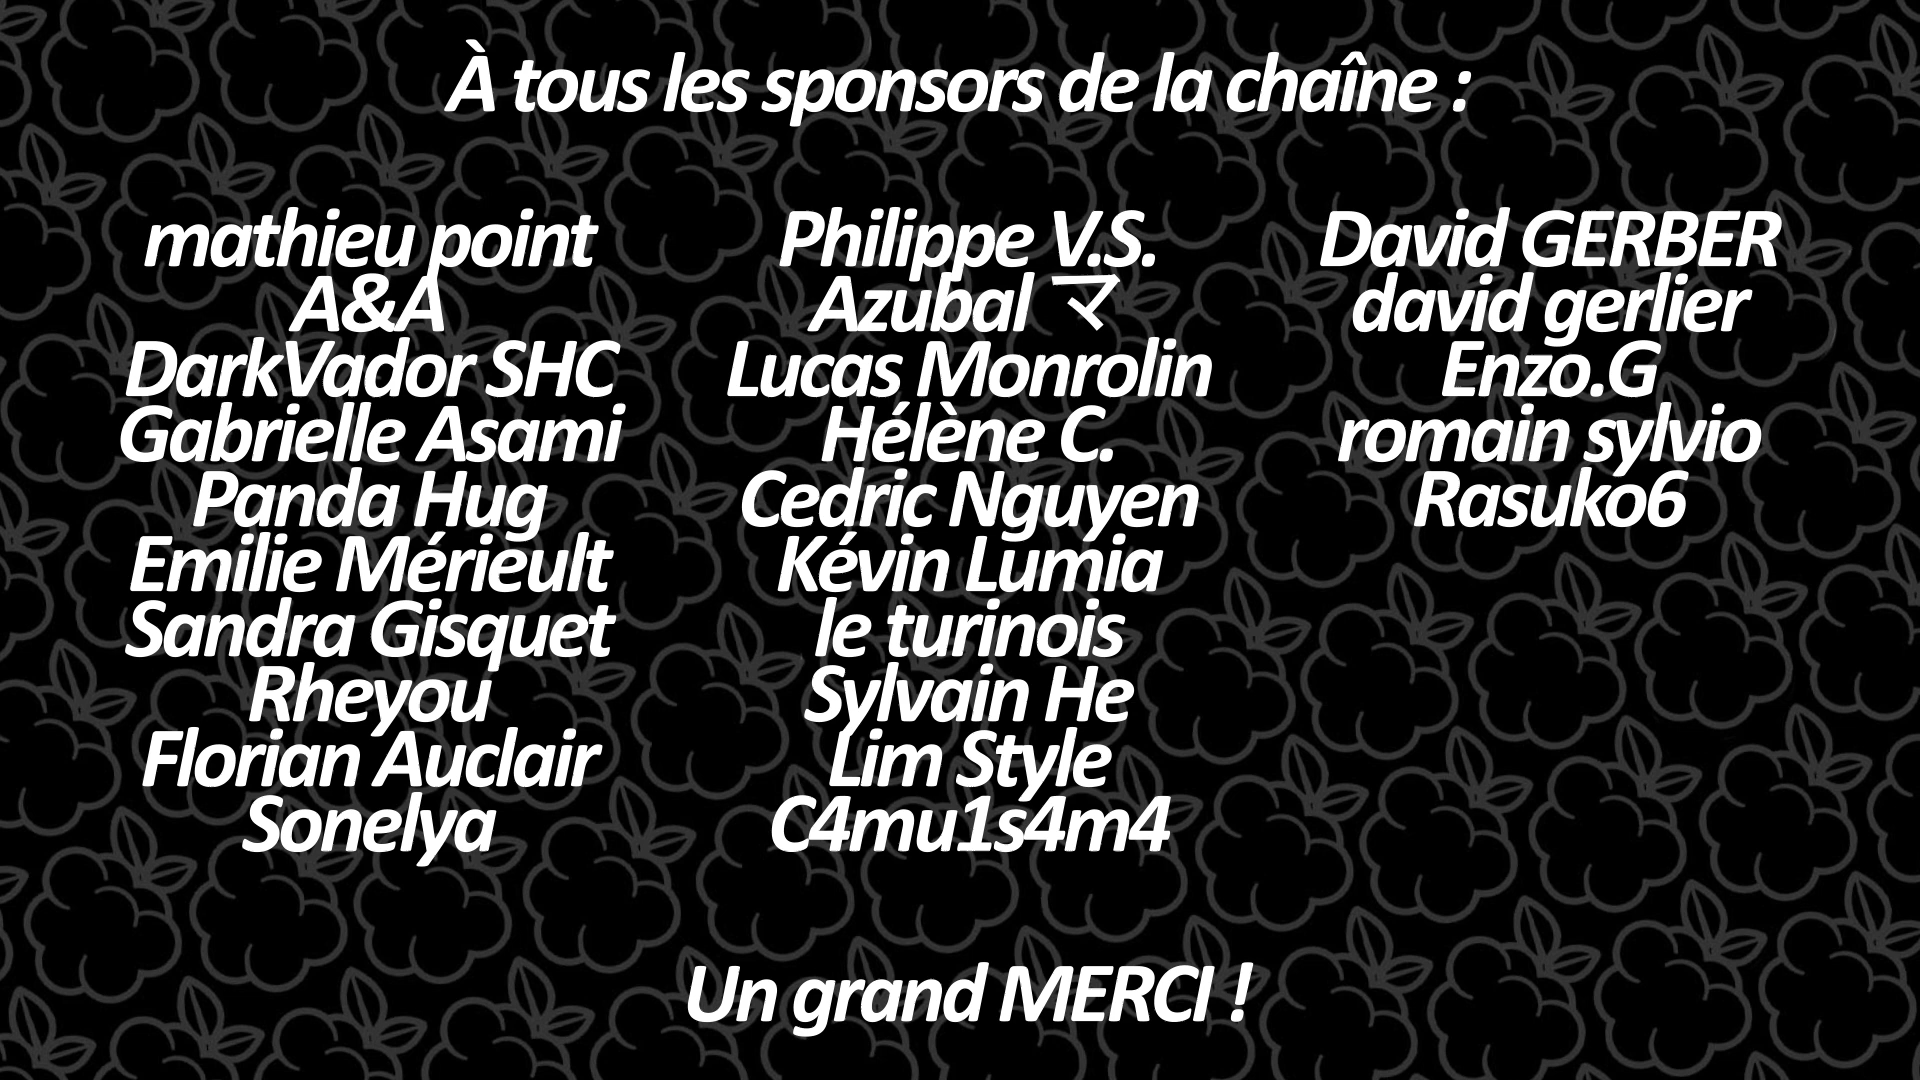 À tous les sponsors de la chaîne :
mathieu point
A&A
DarkVador SHC
Gabrielle Asami
Panda Hug
Emilie Mérieult
Sandra Gisquet
Rheyou
Florian Auclair
Sonelya
Philippe V.S.
Azubal マ
Lucas Monrolin
Hélène C.
Cedric Nguyen
Kévin Lumia
le turinois
Sylvain He
Lim Style
C4mu1s4m4
David GERBER
david gerlier
Enzo.G
romain sylvio
Rasuko6
Un grand MERCI !